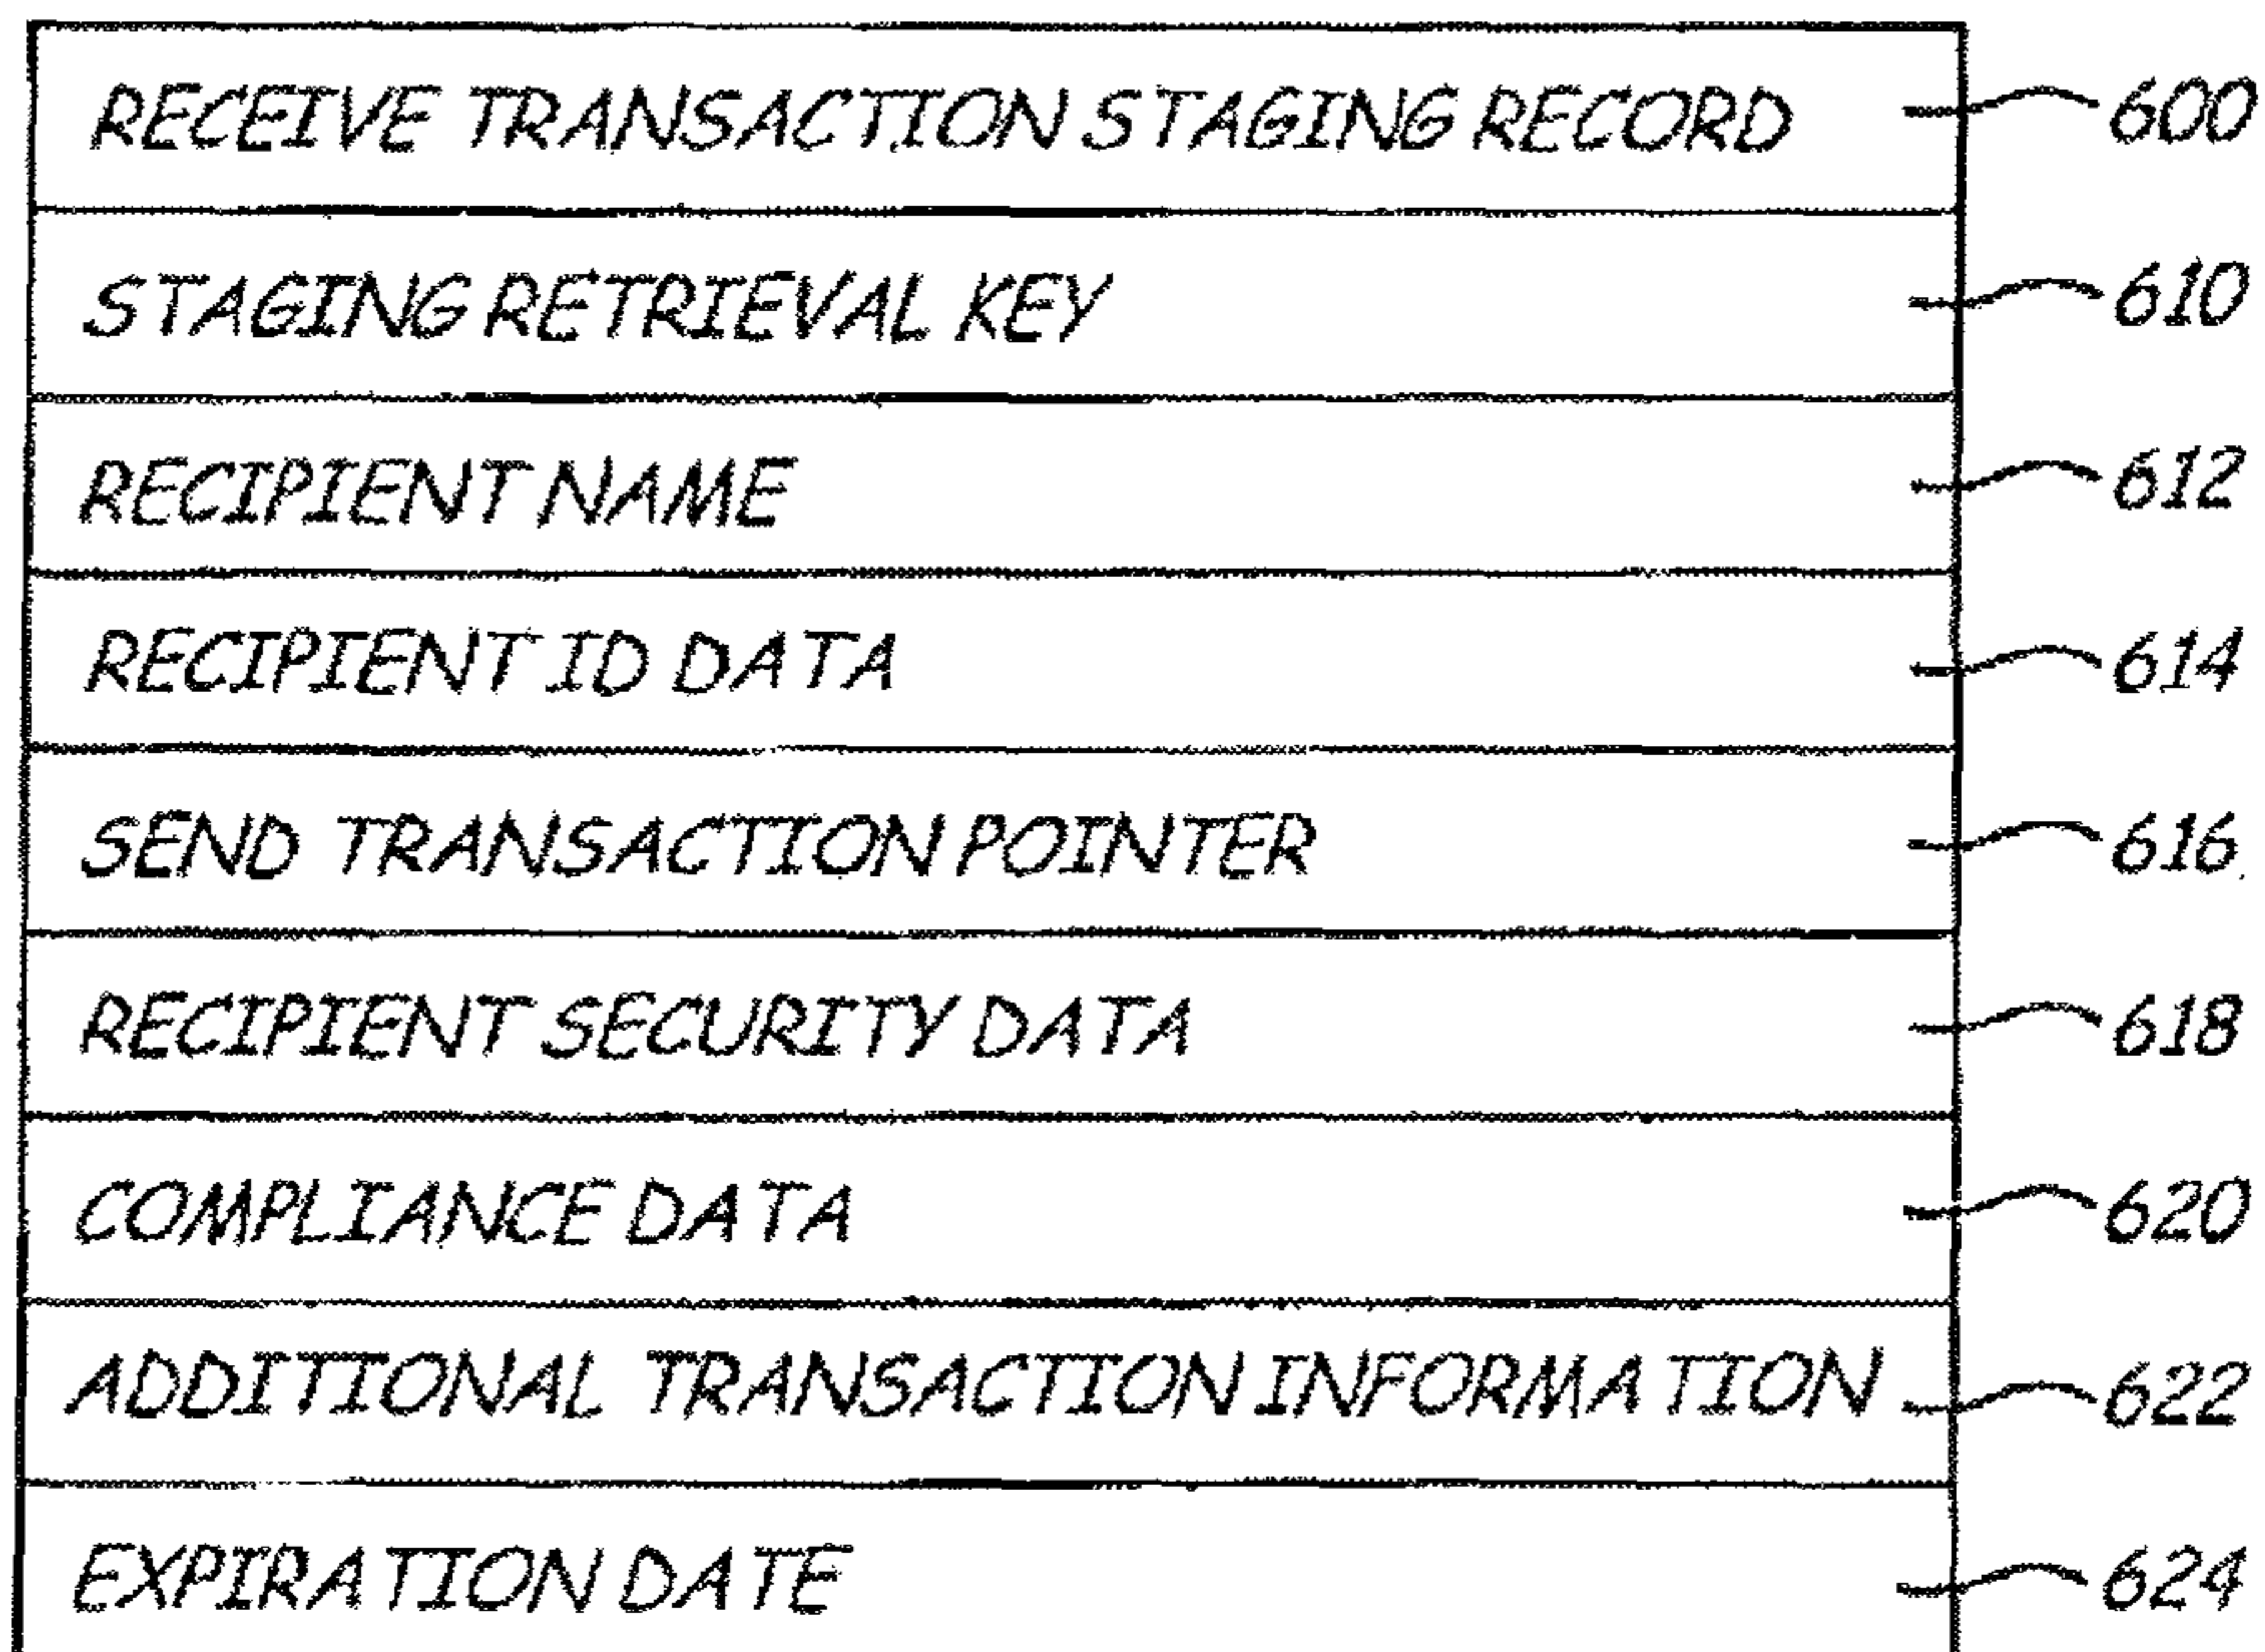 RECEIVE TRANSACTION STAGING RECORD 600
STAGING RETRIEVAL KEY 610
RECIPIENT NAME 612
RECIPIENT ID DATA 614
SEND TRANSACTION POINTER 616
RECIPIENT SECURITY DATA 618
COMPLIANCE DATA 620
ADDITIONAL TRANSACTION INFORMATION 622
EXPIRATION DATE 624